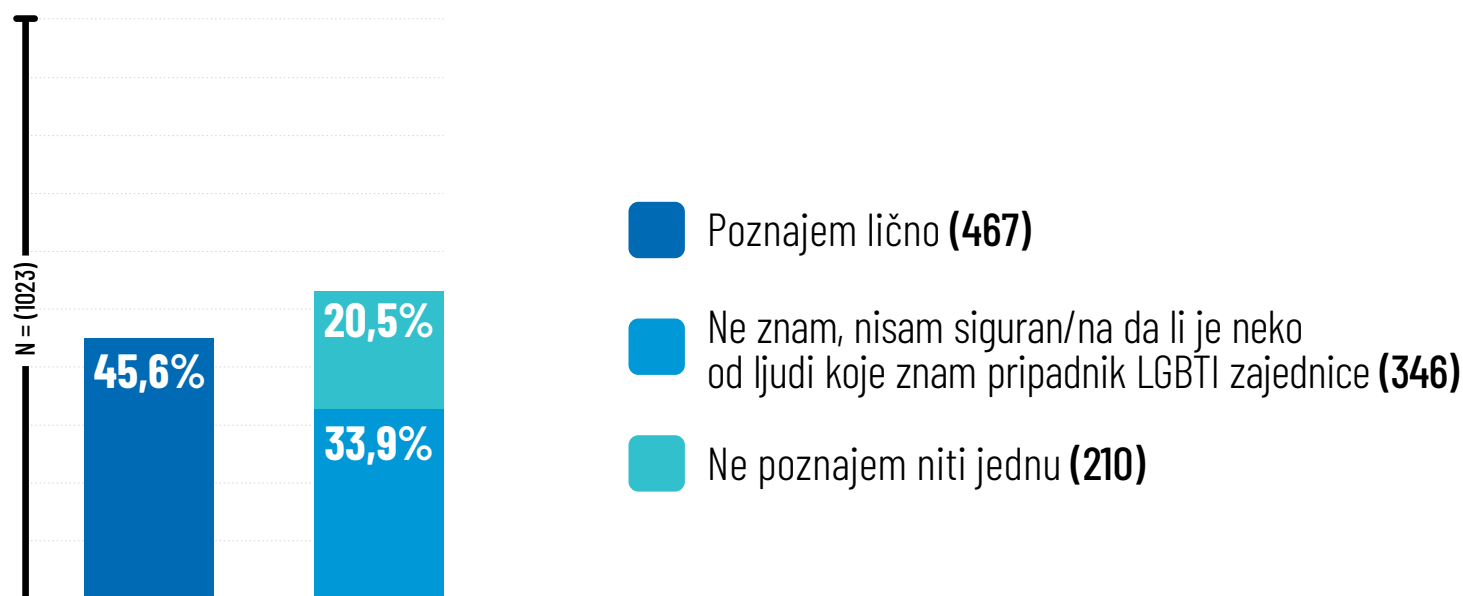 N = (1023)
45,6%
20,5%
33,9%
Poznajem lično (467)
Ne znam, nisam siguran/na da li je neko
od ljudi koje znam pripadnik LGBTI zajednice (346)
Ne poznajem niti jednu (210)